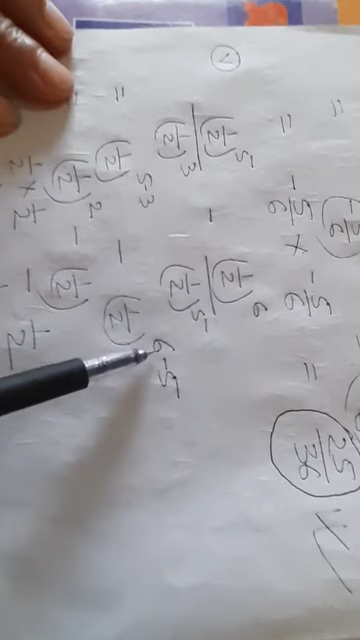 = -5/6 × -5/6 = 25/36
(1/2)⁵/(1/2)³ - (1/2)⁶/(1/2)⁵
= (1/2)⁵⁻³ - (1/2)⁶⁻⁵
= (1/2)² - (1/2)
1/2 × 1/2 - 1/2